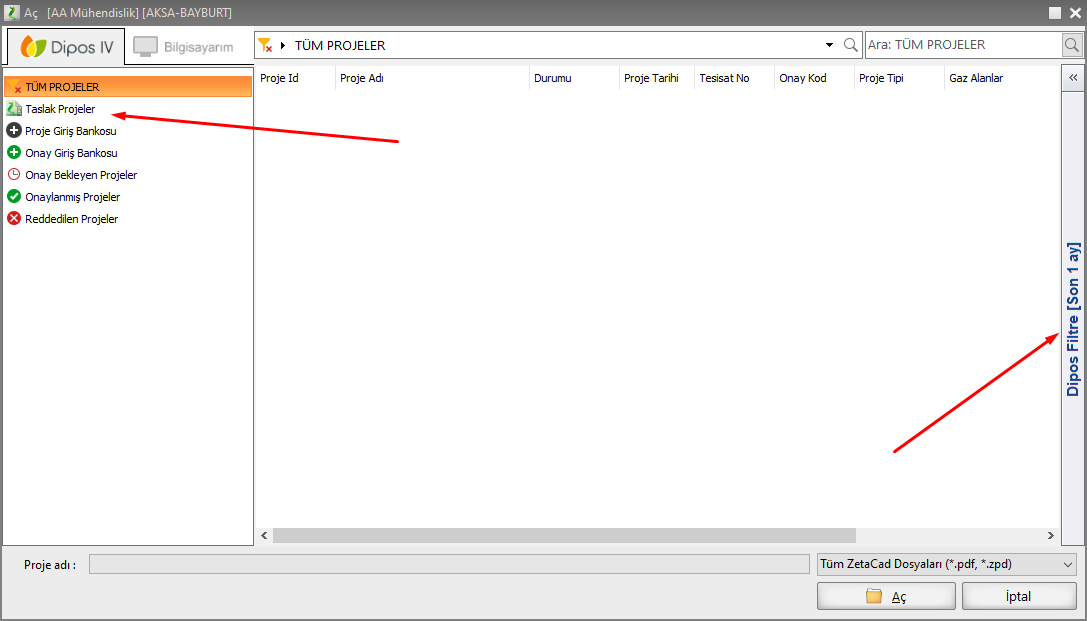 Aç [AA Mühendislik] [AKSA-BAYBURT]
Dipos IV
Bilgisayarım
TÜM PROJELER
Ara: TÜM PROJELER
TÜM PROJELER
Taslak Projeler
Proje Giriş Bankosu
Onay Giriş Bankosu
Onay Bekleyen Projeler
Onaylanmış Projeler
Reddedilen Projeler
Proje Id Proje Adı Durumu Proje Tarihi Tesisat No Onay Kod Proje Tipi Gaz Alanlar
Dipos Filtre [Son 1 ay]
Proje adı :
Tüm ZetaCad Dosyaları (*.pdf, *.zpd)
Aç
İptal